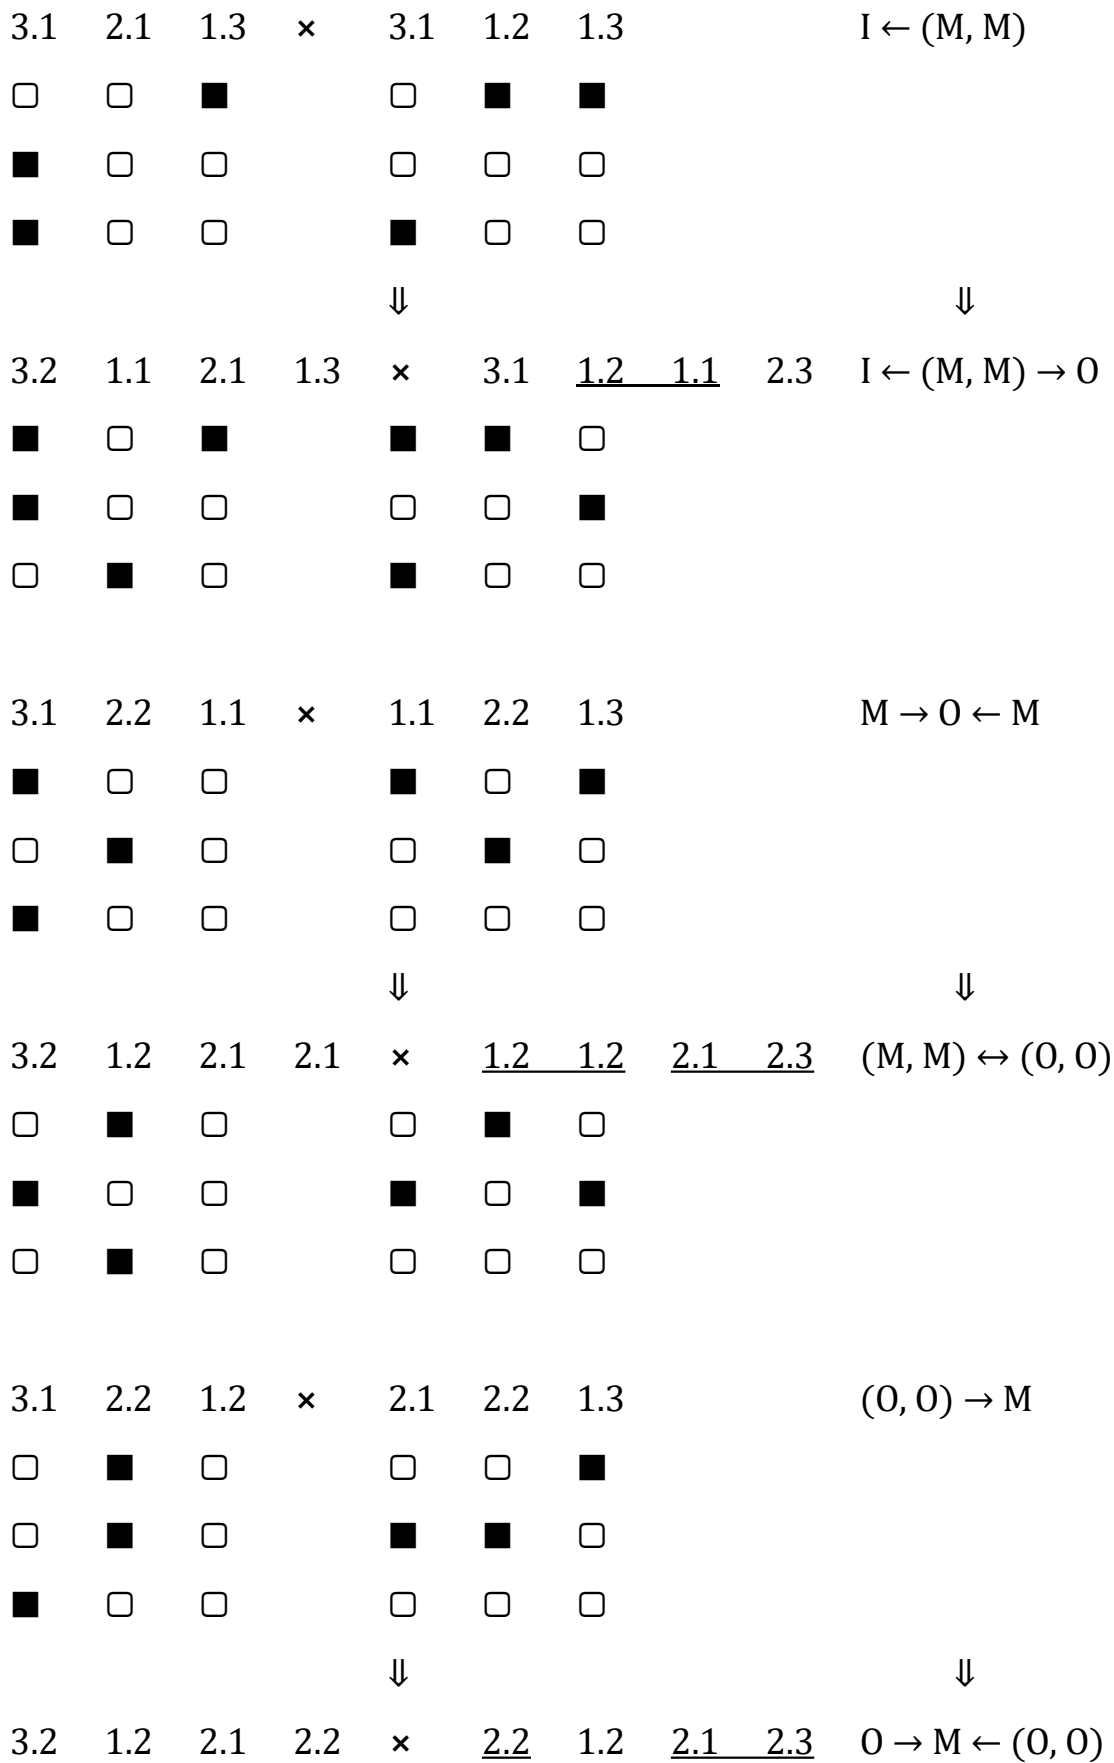 3.1 2.1 1.3 × 3.1 1.2 1.3 I ← (M, M)
▢ ▢ ■ ▢ ■ ■
■ ▢ ▢ ▢ ▢ ▢
■ ▢ ▢ ■ ▢ ▢
⇓ ⇓
3.2 1.1 2.1 1.3 × 3.1 1.2 1.1 2.3 I ← (M, M) → O
■ ▢ ■ ■ ■ ▢
■ ▢ ▢ ▢ ▢ ■
▢ ■ ▢ ■ ▢ ▢
3.1 2.2 1.1 × 1.1 2.2 1.3 M → O ← M
■ ▢ ▢ ■ ▢ ■
▢ ■ ▢ ▢ ■ ▢
■ ▢ ▢ ▢ ▢ ▢
⇓ ⇓
3.2 1.2 2.1 2.1 × 1.2 1.2 2.1 2.3 (M, M) ↔ (O, O)
▢ ■ ▢ ▢ ■ ▢
■ ▢ ▢ ■ ▢ ■
▢ ■ ▢ ▢ ▢ ▢
3.1 2.2 1.2 × 2.1 2.2 1.3 (O, O) → M
▢ ■ ▢ ▢ ▢ ■
▢ ■ ▢ ■ ■ ▢
■ ▢ ▢ ▢ ▢ ▢
⇓ ⇓
3.2 1.2 2.1 2.2 × 2.2 1.2 2.1 2.3 O → M ← (O, O)